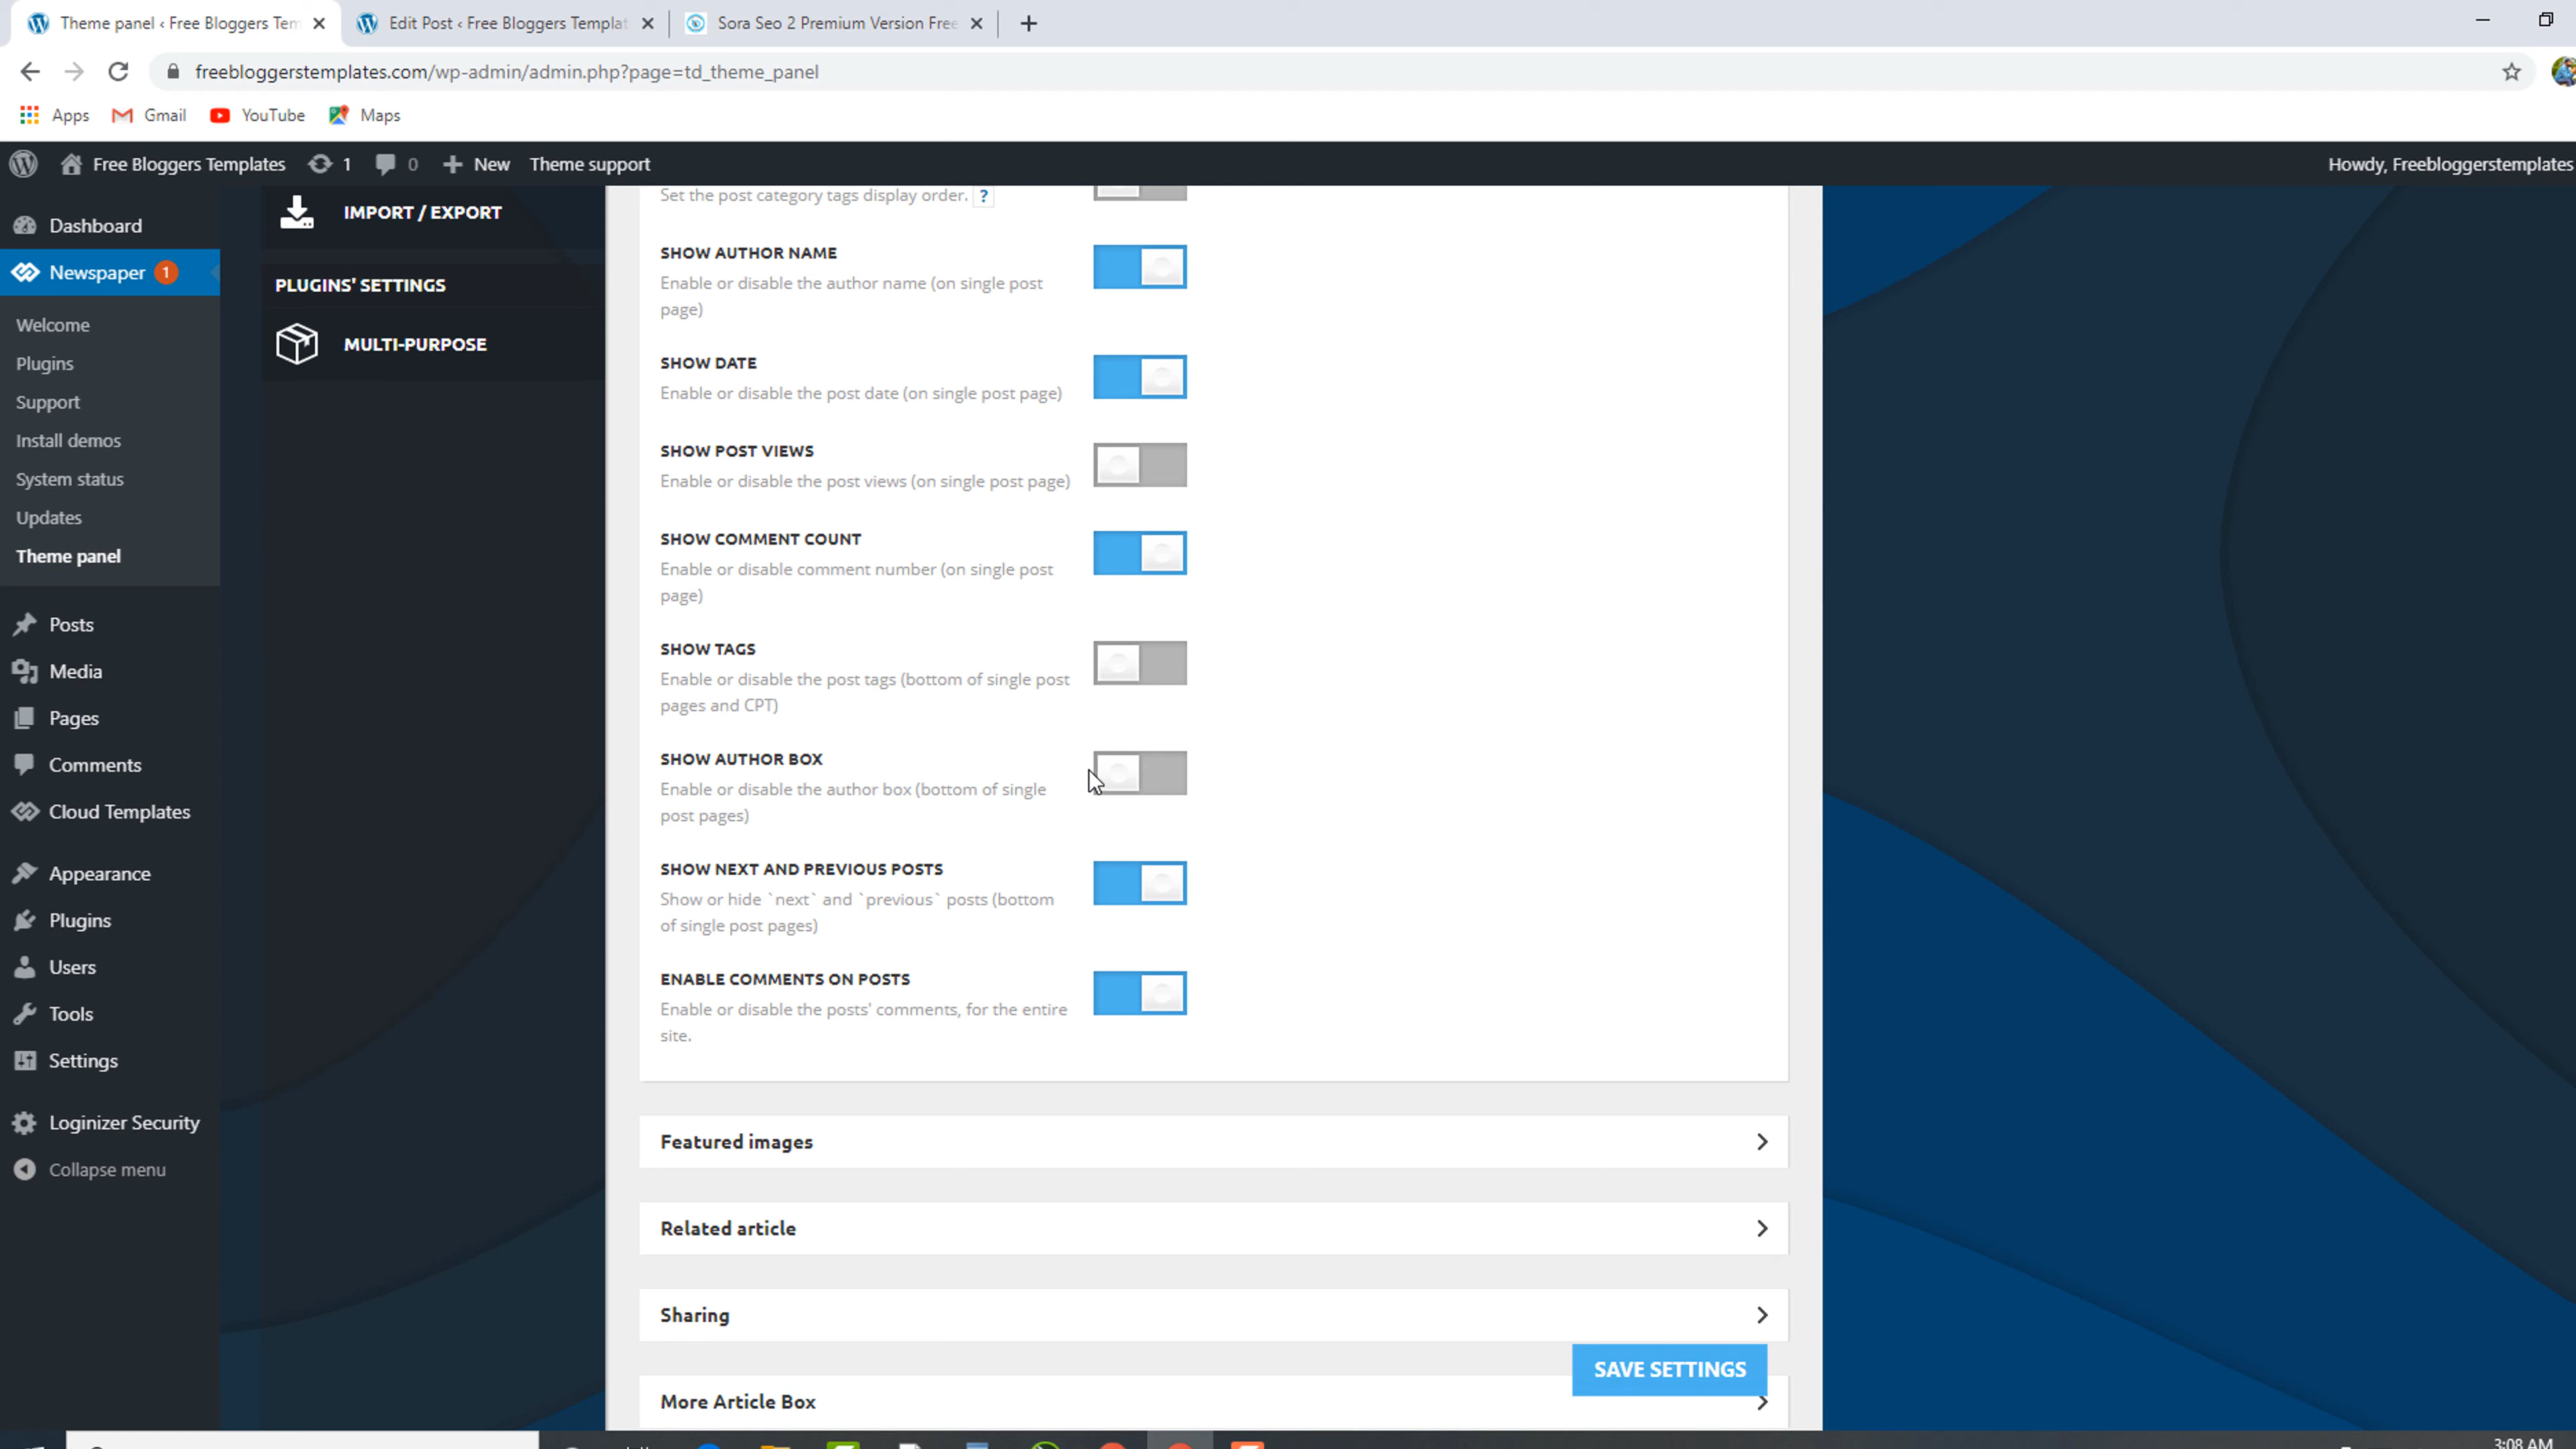 Theme panel ‹ Free Bloggers Tem
Edit Post ‹ Free Bloggers Templat
Sora Seo 2 Premium Version Free
freebloggerstemplates.com/wp-admin/admin.php?page=td_theme_panel
Apps
Gmail
YouTube
Maps
Free Bloggers Templates
1
0
New
Theme support
Howdy, Freebloggerstemplates
Dashboard
Newspaper 1
Welcome
Plugins
Support
Install demos
System status
Updates
Theme panel
Posts
Media
Pages
Comments
Cloud Templates
Appearance
Plugins
Users
Tools
Settings
Loginizer Security
Collapse menu
IMPORT / EXPORT
PLUGINS' SETTINGS
MULTI-PURPOSE
Set the post category tags display order. ?
SHOW AUTHOR NAME
Enable or disable the author name (on single post
page)
SHOW DATE
Enable or disable the post date (on single post page)
SHOW POST VIEWS
Enable or disable the post views (on single post page)
SHOW COMMENT COUNT
Enable or disable comment number (on single post
page)
SHOW TAGS
Enable or disable the post tags (bottom of single post
pages and CPT)
SHOW AUTHOR BOX
Enable or disable the author box (bottom of single
post pages)
SHOW NEXT AND PREVIOUS POSTS
Show or hide `next` and `previous` posts (bottom
of single post pages)
ENABLE COMMENTS ON POSTS
Enable or disable the posts' comments, for the entire
site.
Featured images
Related article
Sharing
SAVE SETTINGS
More Article Box
3:08 AM